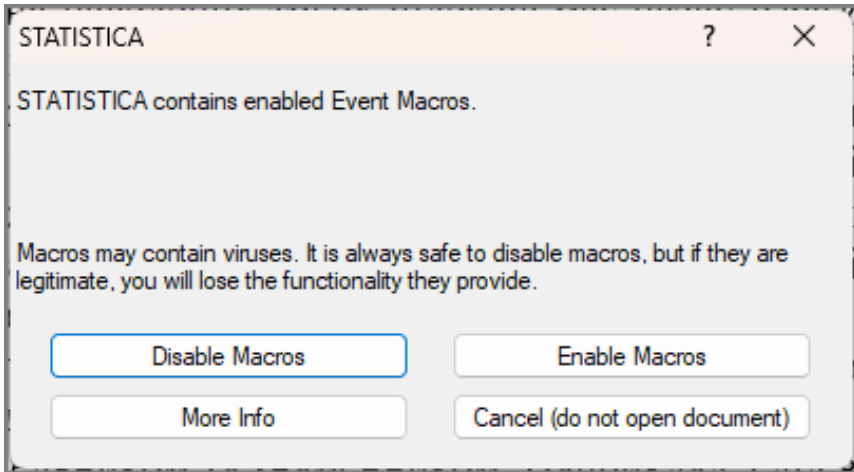 STATISTICA ?
STATISTICA contains enabled Event Macros.
Macros may contain viruses. It is always safe to disable macros, but if they are
legitimate, you will lose the functionality they provide.
Disable Macros Enable Macros
More Info Cancel (do not open document)